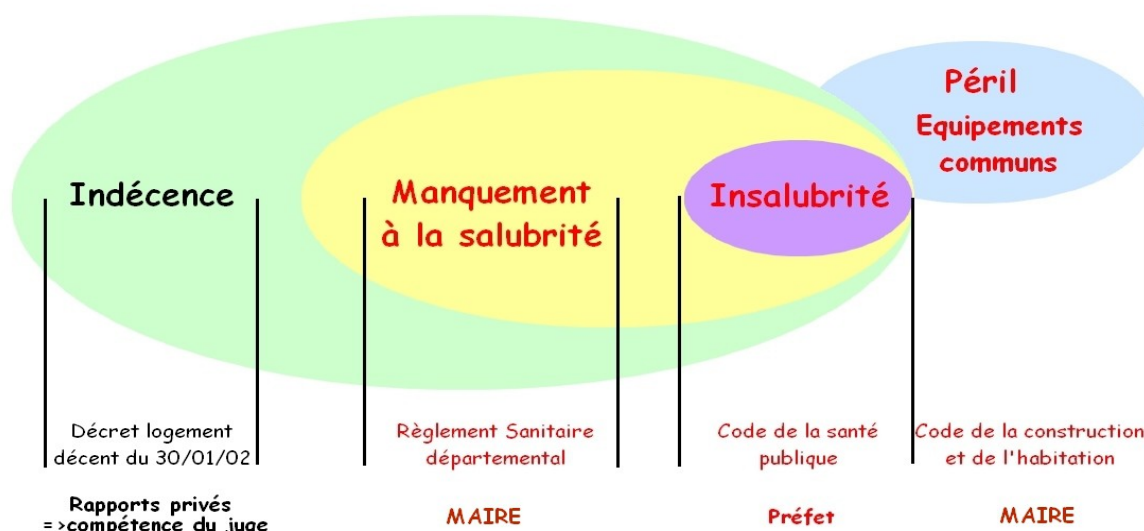 Péril
Equipements
communs
Indécence
Manquement
à la salubrité
Insalubrité
Décret logement
décent du 30/01/02
Règlement Sanitaire
départemental
Code de la santé
publique
Code de la construction
et de l'habitation
Rapports privés
=>compétence du juge
MAIRE
Préfet
MAIRE